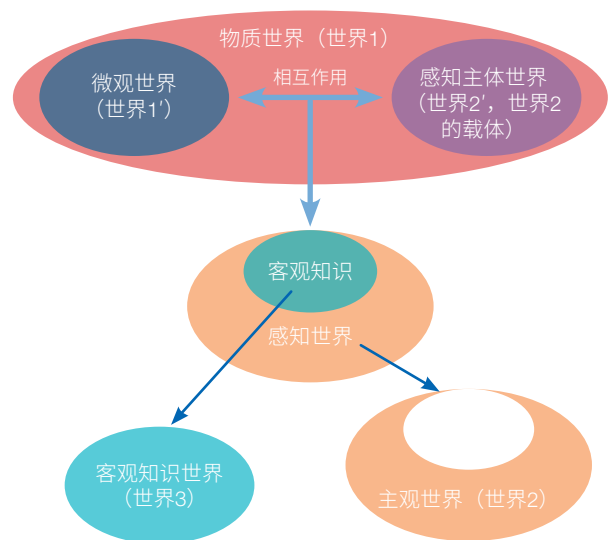 物质世界（世界1）
微观世界
（世界1′）
相互作用
感知主体世界
（世界2′，世界2
的载体）
客观知识
感知世界
客观知识世界
（世界3）
主观世界（世界2）